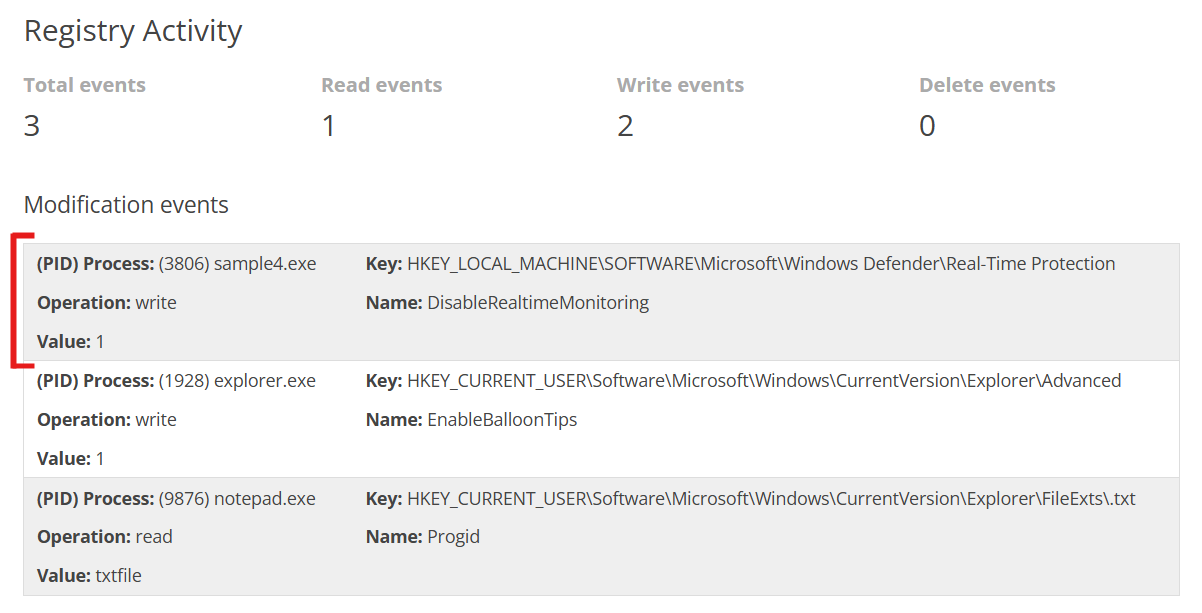 Registry Activity
Total events Read events Write events Delete events
3 1 2 0
Modification events
(PID) Process: (3806) sample4.exe Key: HKEY_LOCAL_MACHINE\SOFTWARE\Microsoft\Windows Defender\Real-Time Protection
Operation: write Name: DisableRealtimeMonitoring
Value: 1
(PID) Process: (1928) explorer.exe Key: HKEY_CURRENT_USER\Software\Microsoft\Windows\CurrentVersion\Explorer\Advanced
Operation: write Name: EnableBalloonTips
Value: 1
(PID) Process: (9876) notepad.exe Key: HKEY_CURRENT_USER\Software\Microsoft\Windows\CurrentVersion\Explorer\FileExts\.txt
Operation: read Name: Progid
Value: txtfile